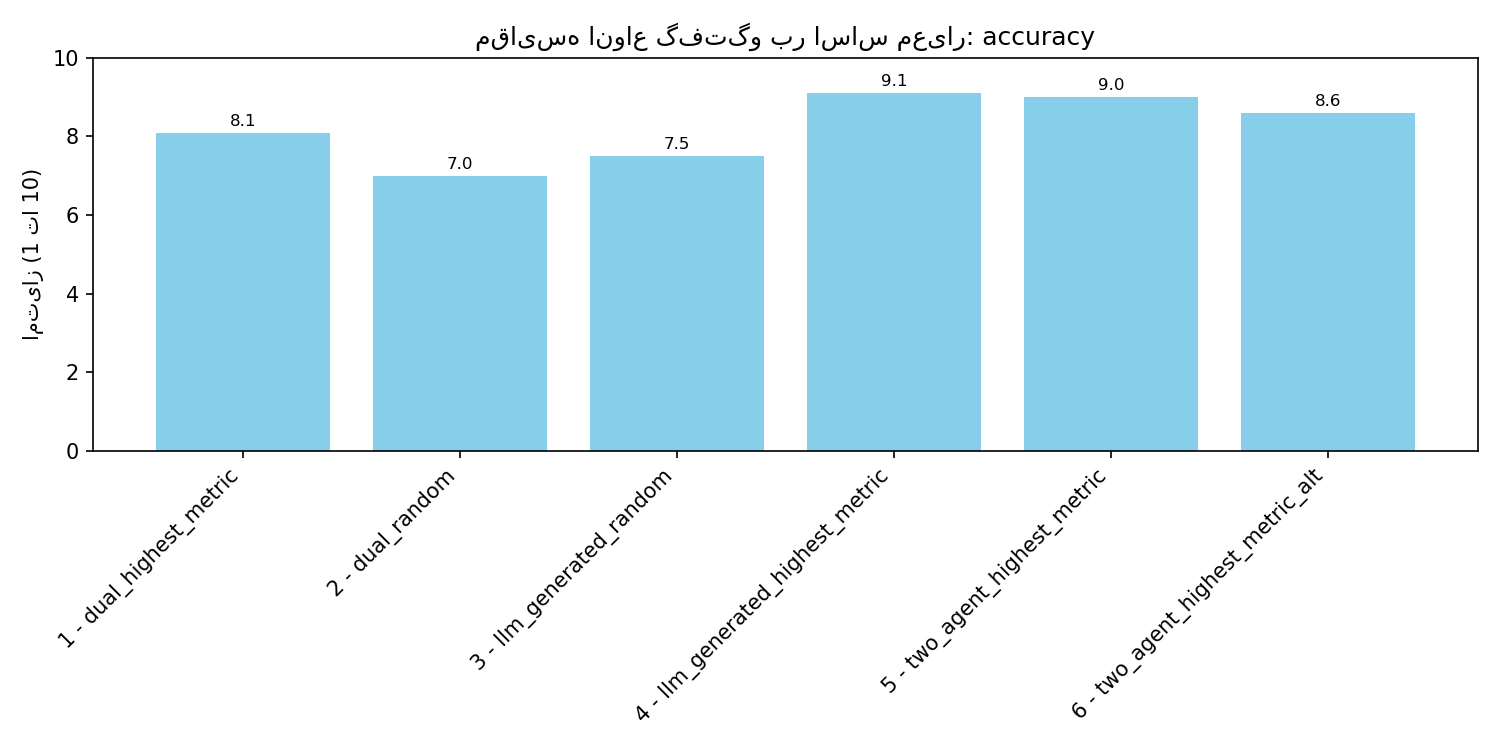 مقایسه انواع گفتگو بر اساس معیار: accuracy
امتیاز (1 تا 10)
10
8
6
4
2
0
8.1
7.0
7.5
9.1
9.0
8.6
1 - dual_highest_metric
2 - dual_random
3 - llm_generated_random
4 - llm_generated_highest_metric
5 - two_agent_highest_metric
6 - two_agent_highest_metric_alt